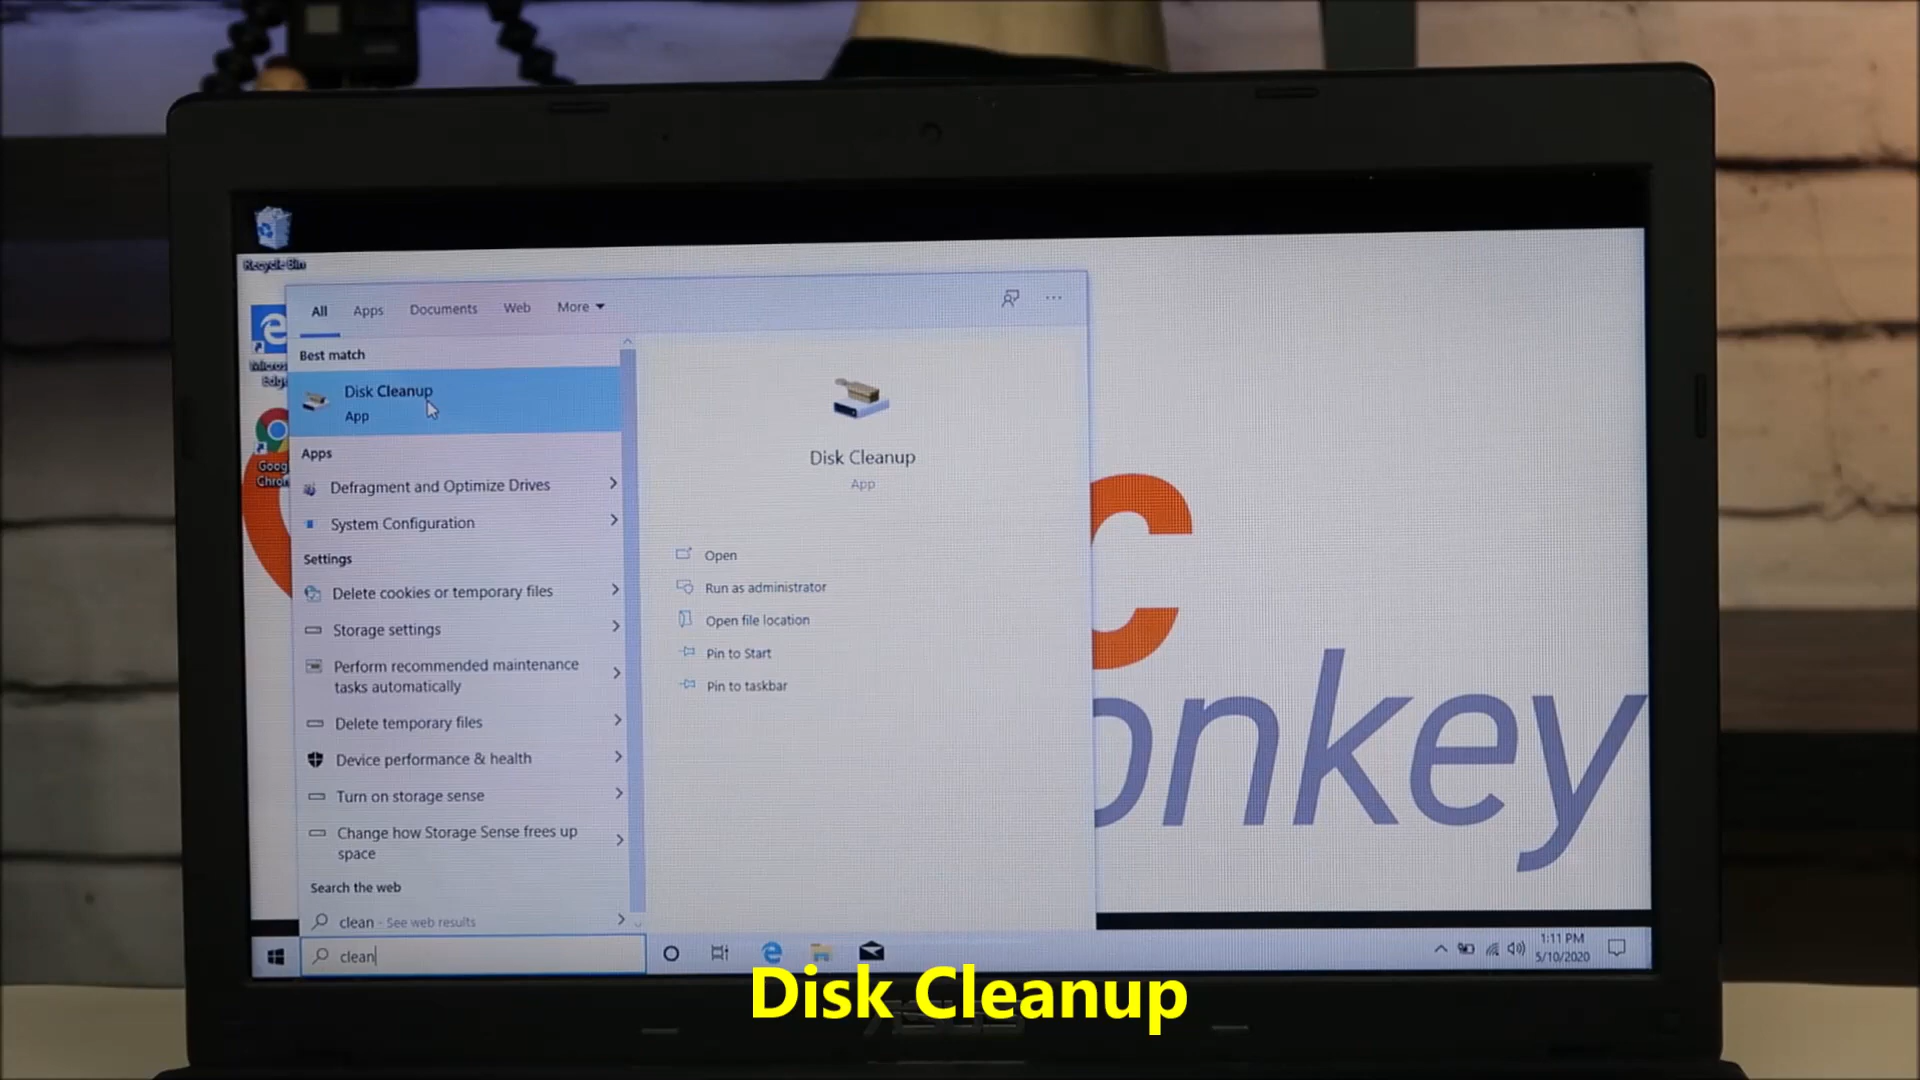 Recycle Bin
All Apps Documents Web More
Best match
Disk Cleanup
App
Apps
Defragment and Optimize Drives
System Configuration
Settings
Delete cookies or temporary files
Storage settings
Perform recommended maintenance
tasks automatically
Delete temporary files
Device performance & health
Turn on storage sense
Change how Storage Sense frees up
space
Search the web
clean - See web results
clean
Disk Cleanup
App
Open
Run as administrator
Open file location
Pin to Start
Pin to taskbar
c
onkey
1:11 PM
5/10/2020
ASUS
Disk Cleanup